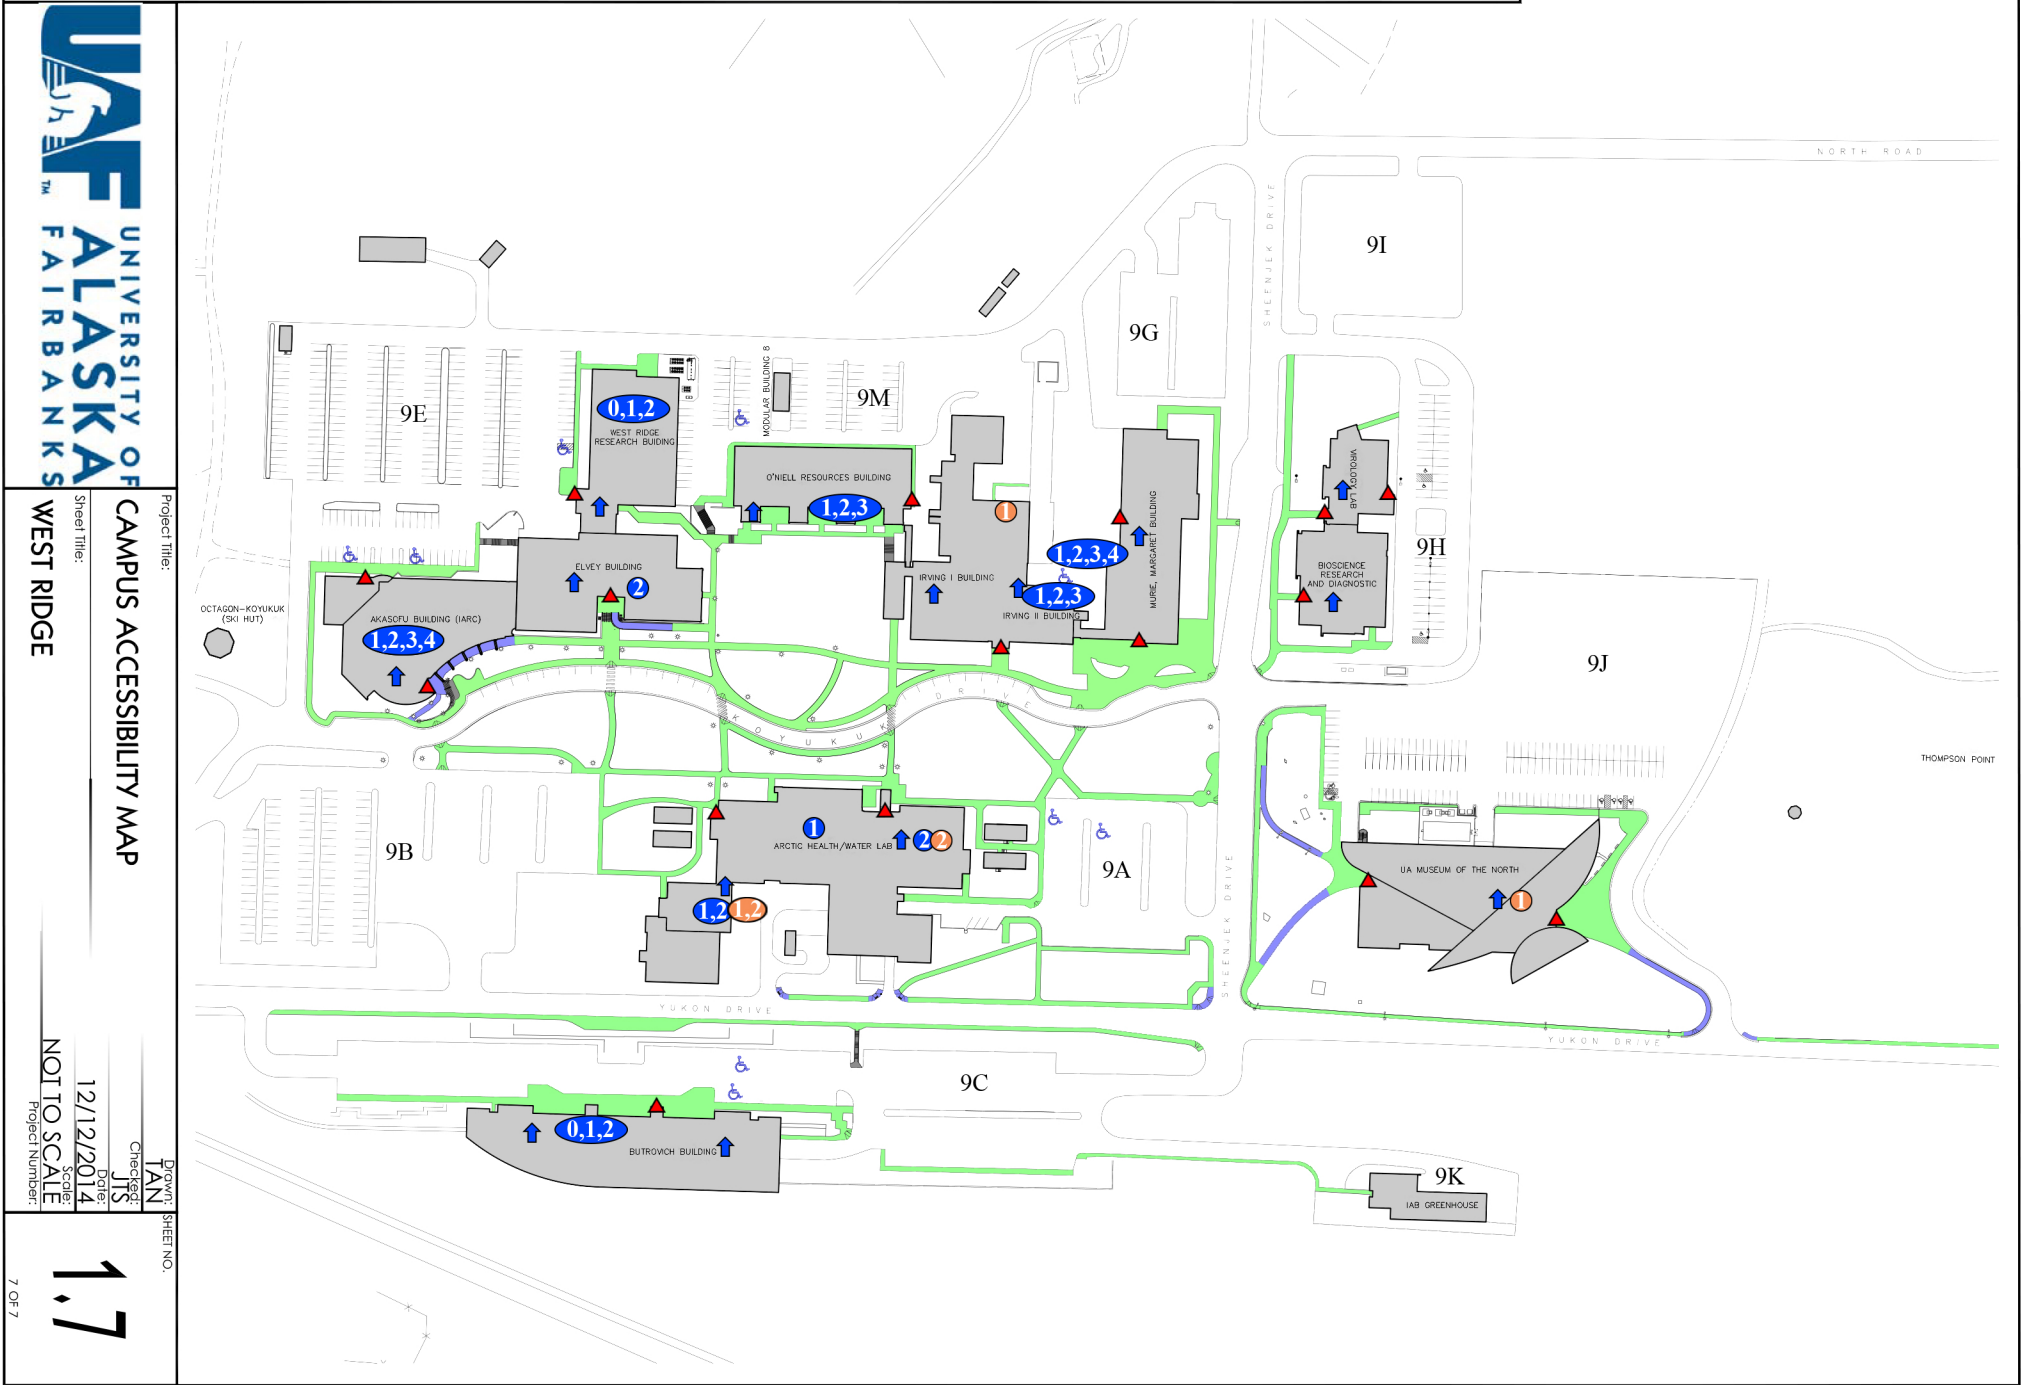 UAF
TM
UNIVERSITY OF
ALASKA
FAIRBANKS
Project Title:
CAMPUS ACCESSIBILITY MAP
Sheet Title:
WEST RIDGE
Drawn:
TAN
Checked:
JTS
Date:
12/12/2014
Scale:
NOT TO SCALE
Project Number:
SHEET NO.
1.7
7 OF 7
NORTH ROAD
SHEENJEK DRIVE
9I
9G
9E
0,1,2
WEST RIDGE
RESEARCH BUIDING
MODULAR BUILDING 8
9M
O'NIELL RESOURCES BUILDING
1,2,3
1
VIROLOGY LAB
MURIE, MARGARET BUILDING
1,2,3,4
9H
ELVEY BUILDING
2
IRVING I BUILDING
1,2,3
IRVING II BUILDING
BIOSCIENCE
RESEARCH
AND DIAGNOSTIC
OCTAGON-KOYUKUK
(SKI HUT)
AKASOFU BUILDING (IARC)
1,2,3,4
9J
KOYUKUK DRIVE
THOMPSON POINT
9B
1
ARCTIC HEALTH/WATER LAB
2
2
9A
SHEENJEK DRIVE
UA MUSEUM OF THE NORTH
1
1,2
1,2
YUKON DRIVE
YUKON DRIVE
9C
0,1,2
BUTROVICH BUILDING
9K
IAB GREENHOUSE